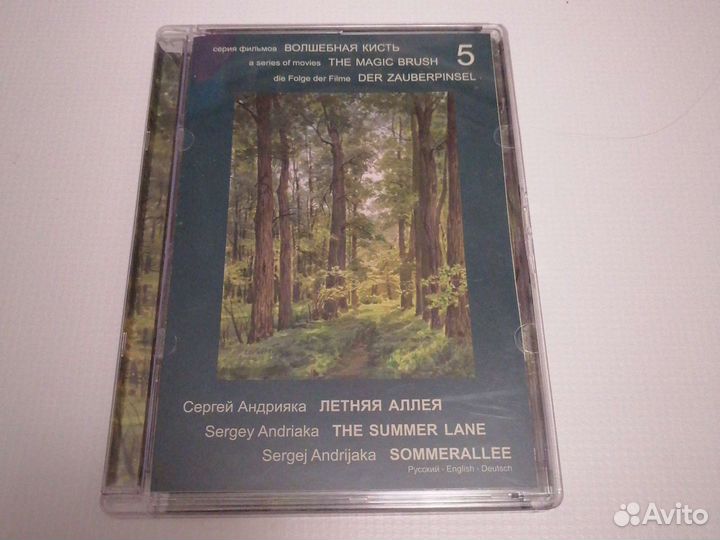 серия фильмов ВОЛШЕБНАЯ КИСТЬ 5
a series of movies THE MAGIC BRUSH
die Folge der Filme DER ZAUBERPINSEL
Сергей Андрияка ЛЕТНЯЯ АЛЛЕЯ
Sergey Andriaka THE SUMMER LANE
Sergej Andrijaka SOMMERALLEE
Русский - English - Deutsch
Avito